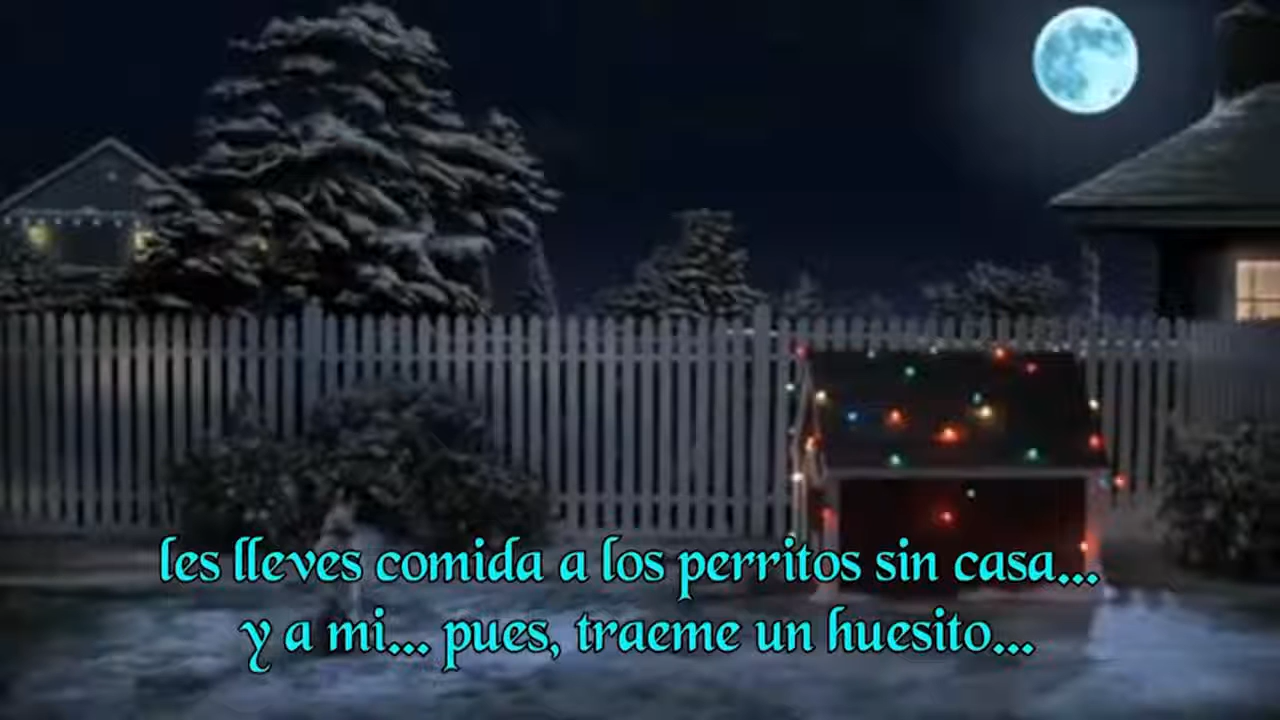 les lleves comida a los perritos sin casa...
y a mi... pues, traeme un huesito...